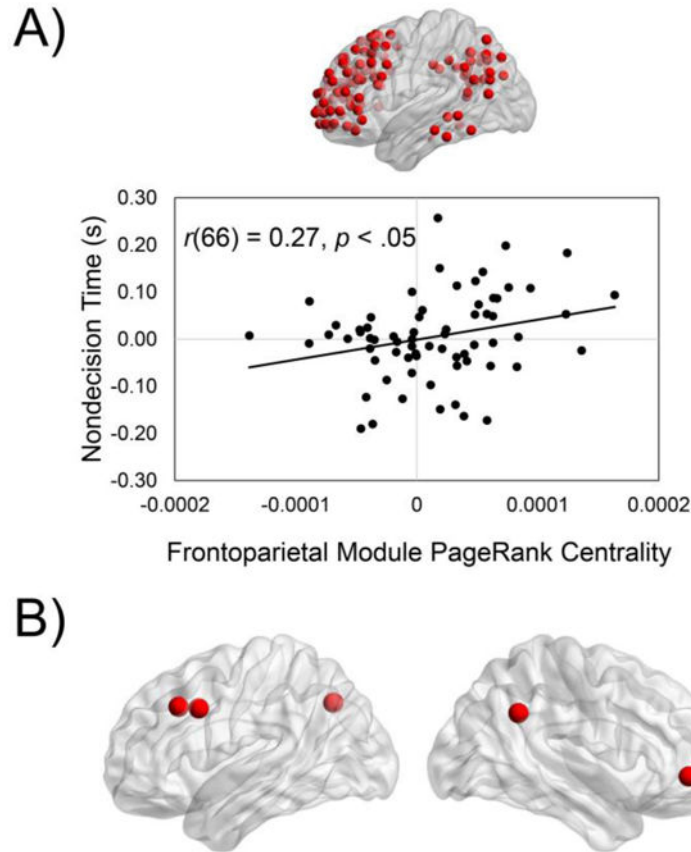 A)
0.30
r(66) = 0.27, p < .05
0.20
0.10
0.00
-0.10
-0.20
-0.30
Nondecision Time (s)
-0.0002 -0.0001 0 0.0001 0.0002
Frontoparietal Module PageRank Centrality
B)